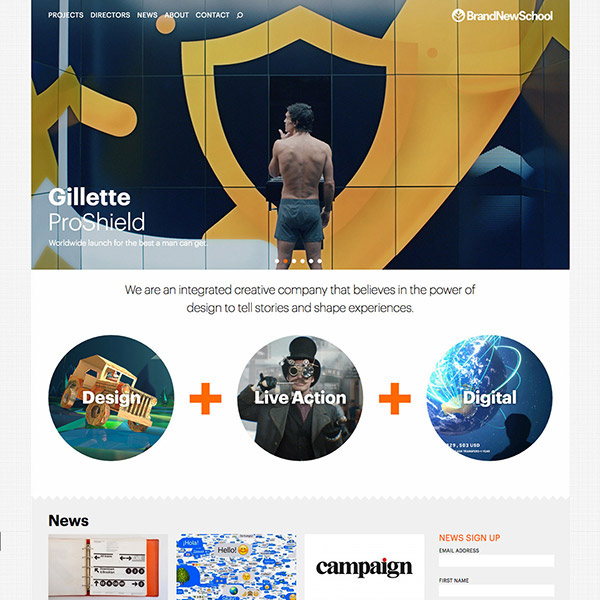 PROJECTS DIRECTORS NEWS ABOUT CONTACT
BrandNewSchool
Gillette
ProShield
Worldwide launch for the best a man can get.
We are an integrated creative company that believes in the power of
design to tell stories and shape experiences.
Design
Live Action
Digital
News
NEWS SIGN UP
EMAIL ADDRESS
FIRST NAME
¡Hola!
Hello!
campaign